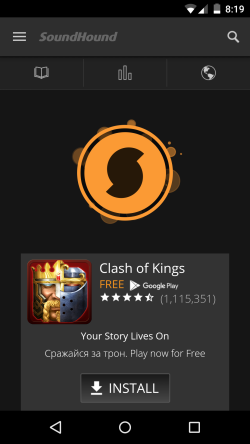 8:19
SoundHound
Clash of Kings
FREE Google Play
(1,115,351)
Your Story Lives On
Сражайся за трон. Play now for Free
INSTALL